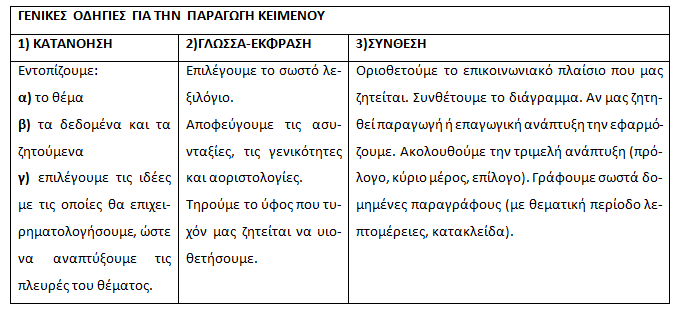 ΓΕΝΙΚΕΣ ΟΔΗΓΙΕΣ ΓΙΑ ΤΗΝ ΠΑΡΑΓΩΓΗ ΚΕΙΜΕΝΟΥ
1) ΚΑΤΑΝΟΗΣΗ
Εντοπίζουμε:
α) το θέμα
β) τα δεδομένα και τα
ζητούμενα
γ) επιλέγουμε τις ιδέες
με τις οποίες θα επιχει-
ρηματολογήσουμε, ώστε
να αναπτύξουμε τις
πλευρές του θέματος.
2)ΓΛΩΣΣΑ-ΕΚΦΡΑΣΗ
Επιλέγουμε το σωστό λε-
ξιλόγιο.
Αποφεύγουμε τις ασυ-
νταξίες, τις γενικότητες
και αοριστολογίες.
Τηρούμε το ύφος που τυ-
χόν μας ζητείται να υιο-
θετήσουμε.
3)ΣΥΝΘΕΣΗ
Οριοθετούμε το επικοινωνιακό πλαίσιο που μας
ζητείται. Συνθέτουμε το διάγραμμα. Αν μας ζητη-
θεί παραγωγή ή επαγωγική ανάπτυξη την εφαρμό-
ζουμε. Ακολουθούμε την τριμελή ανάπτυξη (πρό-
λογο, κύριο μέρος, επίλογο). Γράφουμε σωστά δο-
μημένες παραγράφους (με θεματική περίοδο λε-
πτομέρειες, κατακλείδα).